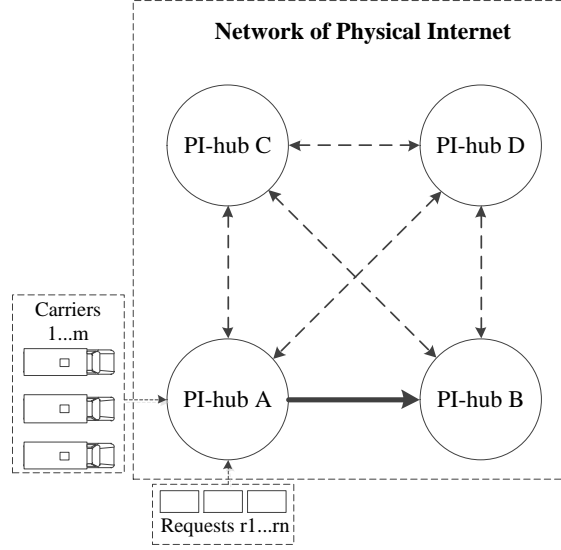 Network of Physical Internet
PI-hub C
PI-hub D
Carriers
1...m
PI-hub A
PI-hub B
Requests r1...rn